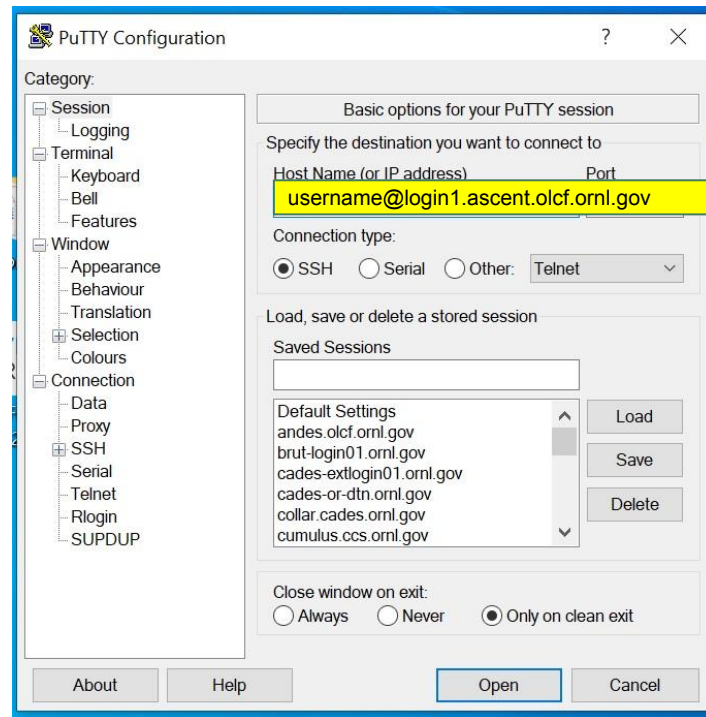 PuTTY Configuration
?
Category:
Session
Logging
Terminal
Keyboard
Bell
Features
Window
Appearance
Behaviour
Translation
Selection
Colours
Connection
Data
Proxy
SSH
Serial
Telnet
Rlogin
SUPDUP
Basic options for your PuTTY session
Specify the destination you want to connect to
Host Name (or IP address) Port
username@login1.ascent.olcf.ornl.gov
Connection type:
SSH Serial Other: Telnet
Load, save or delete a stored session
Saved Sessions
Default Settings
andes.olcf.ornl.gov
brut-login01.ornl.gov
cades-extlogin01.ornl.gov
cades-or-dtn.ornl.gov
collar.cades.ornl.gov
cumulus.ccs.ornl.gov
Load
Save
Delete
Close window on exit:
Always Never Only on clean exit
About Help Open Cancel